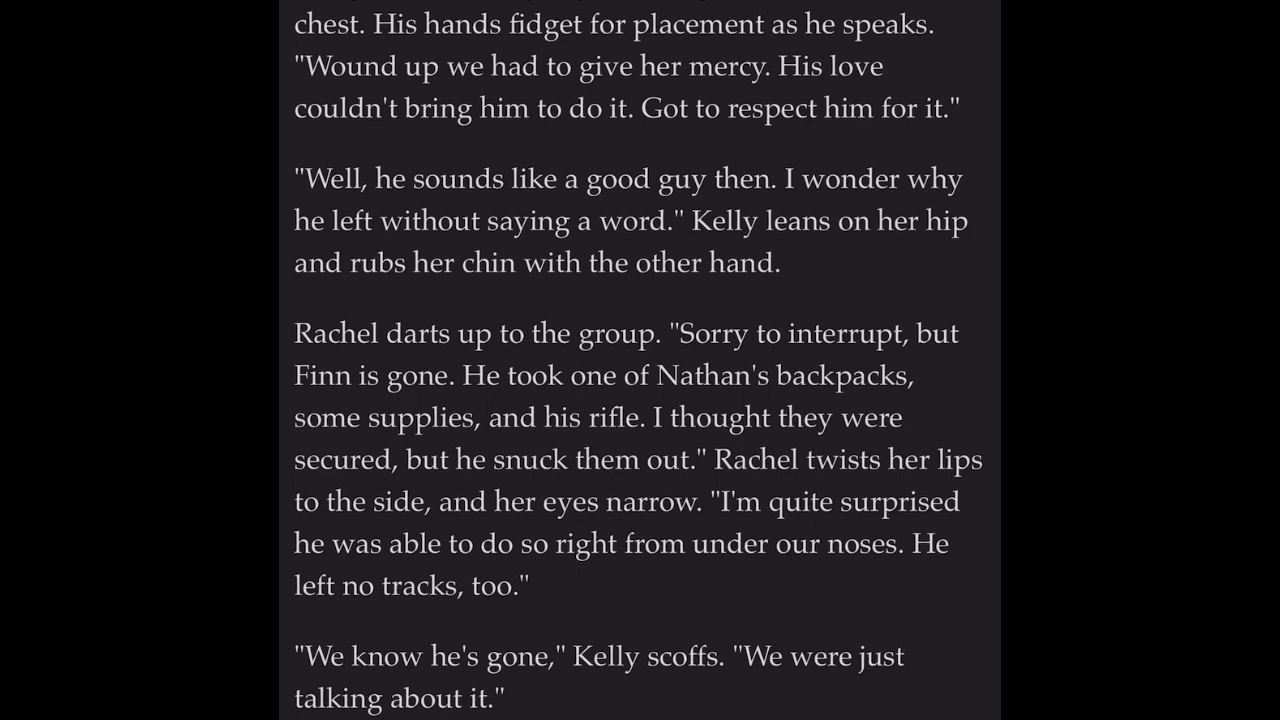 chest. His hands fidget for placement as he speaks.
"Wound up we had to give her mercy. His love
couldn't bring him to do it. Got to respect him for it."
"Well, he sounds like a good guy then. I wonder why
he left without saying a word." Kelly leans on her hip
and rubs her chin with the other hand.
Rachel darts up to the group. "Sorry to interrupt, but
Finn is gone. He took one of Nathan's backpacks,
some supplies, and his rifle. I thought they were
secured, but he snuck them out." Rachel twists her lips
to the side, and her eyes narrow. "I'm quite surprised
he was able to do so right from under our noses. He
left no tracks, too."
"We know he's gone," Kelly scoffs. "We were just
talking about it."